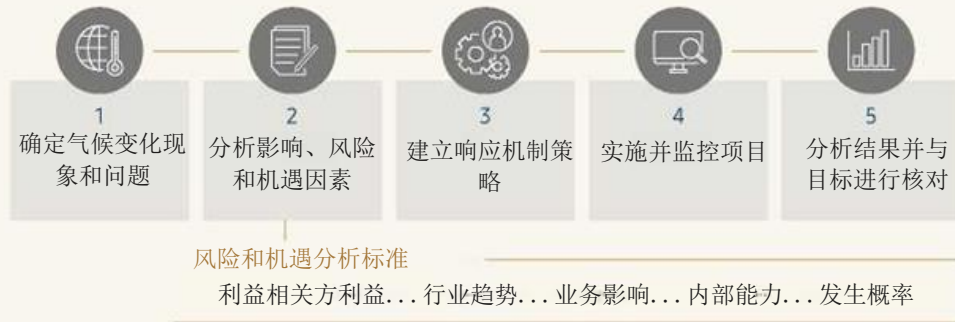 1
确定气候变化现
象和问题
2
分析影响、风险
和机遇因素
3
建立响应机制策
略
4
实施并监控项目
5
分析结果并与
目标进行核对
风险和机遇分析标准
利益相关方利益...行业趋势...业务影响...内部能力...发生概率